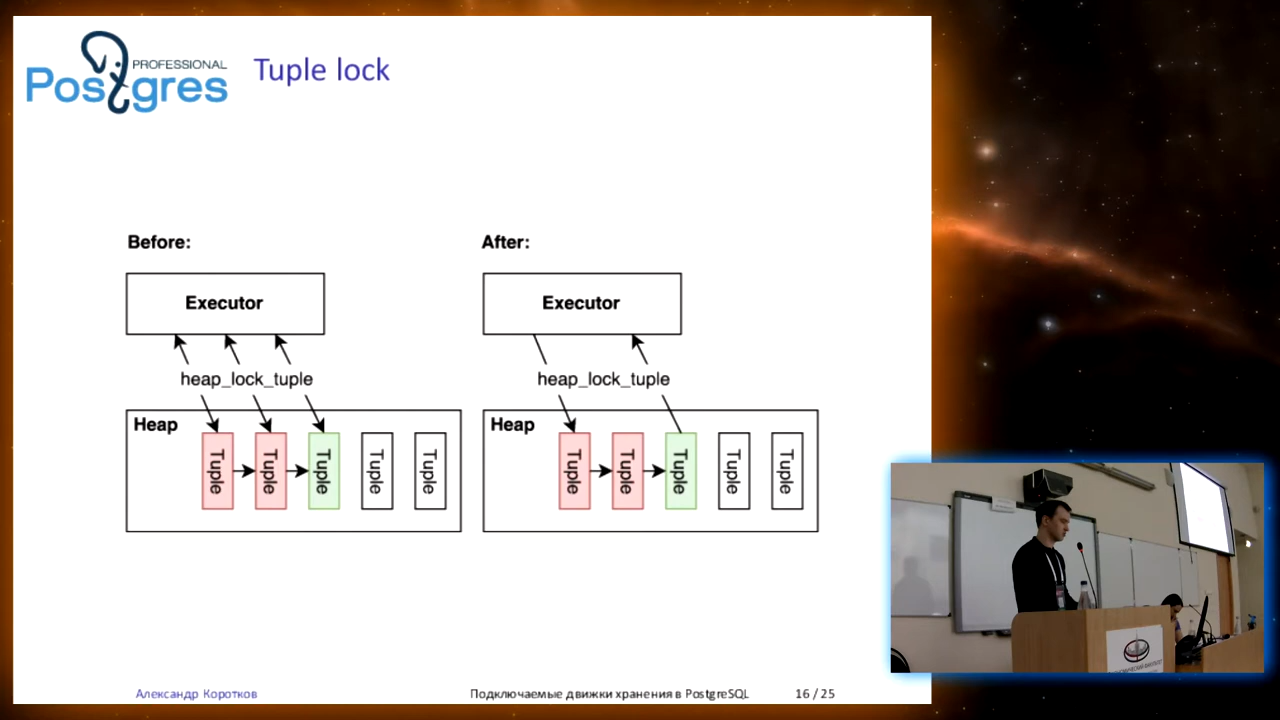 PROFESSIONAL
Postgres
Tuple lock
Before:
Executor
heap_lock_tuple
Heap
Tuple
Tuple
Tuple
Tuple
Tuple
After:
Executor
heap_lock_tuple
Heap
Tuple
Tuple
Tuple
Tuple
Tuple
Александр Коротков
Подключаемые движки хранения в PostgreSQL
16 / 25